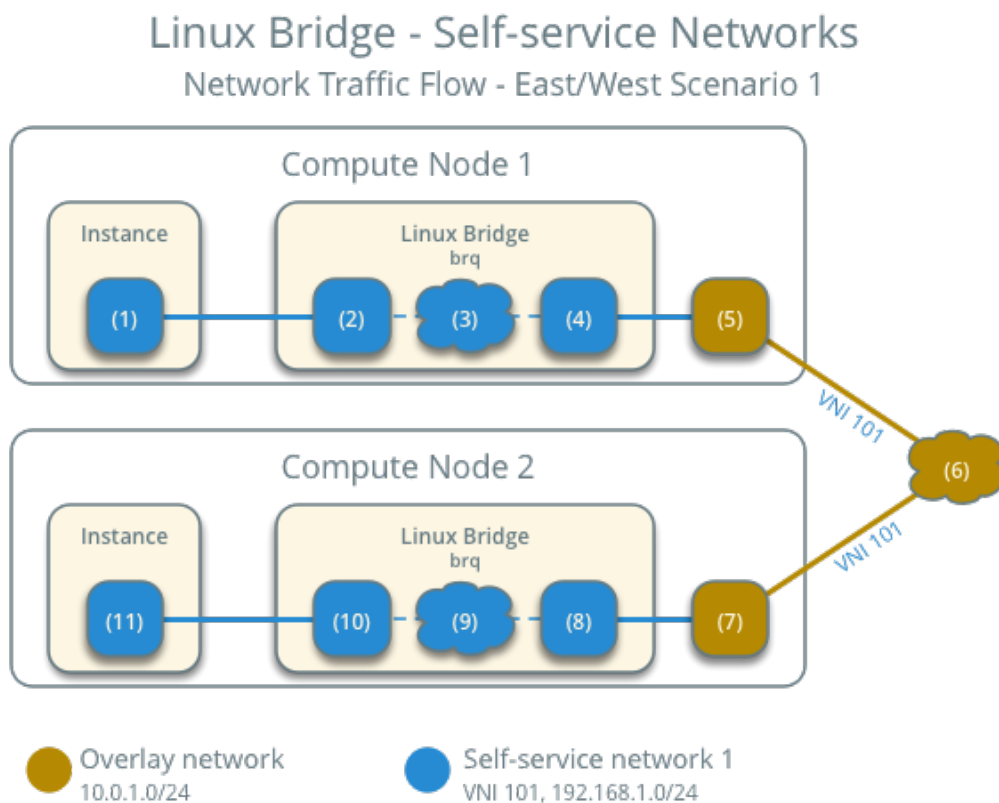 Linux Bridge - Self-service Networks
Network Traffic Flow - East/West Scenario 1
Compute Node 1
Instance
Linux Bridge
brq
(1)
(2)
(3)
(4)
(5)
VNI 101
(6)
Compute Node 2
Instance
Linux Bridge
brq
VNI 101
(11)
(10)
(9)
(8)
(7)
Overlay network
10.0.1.0/24
Self-service network 1
VNI 101, 192.168.1.0/24